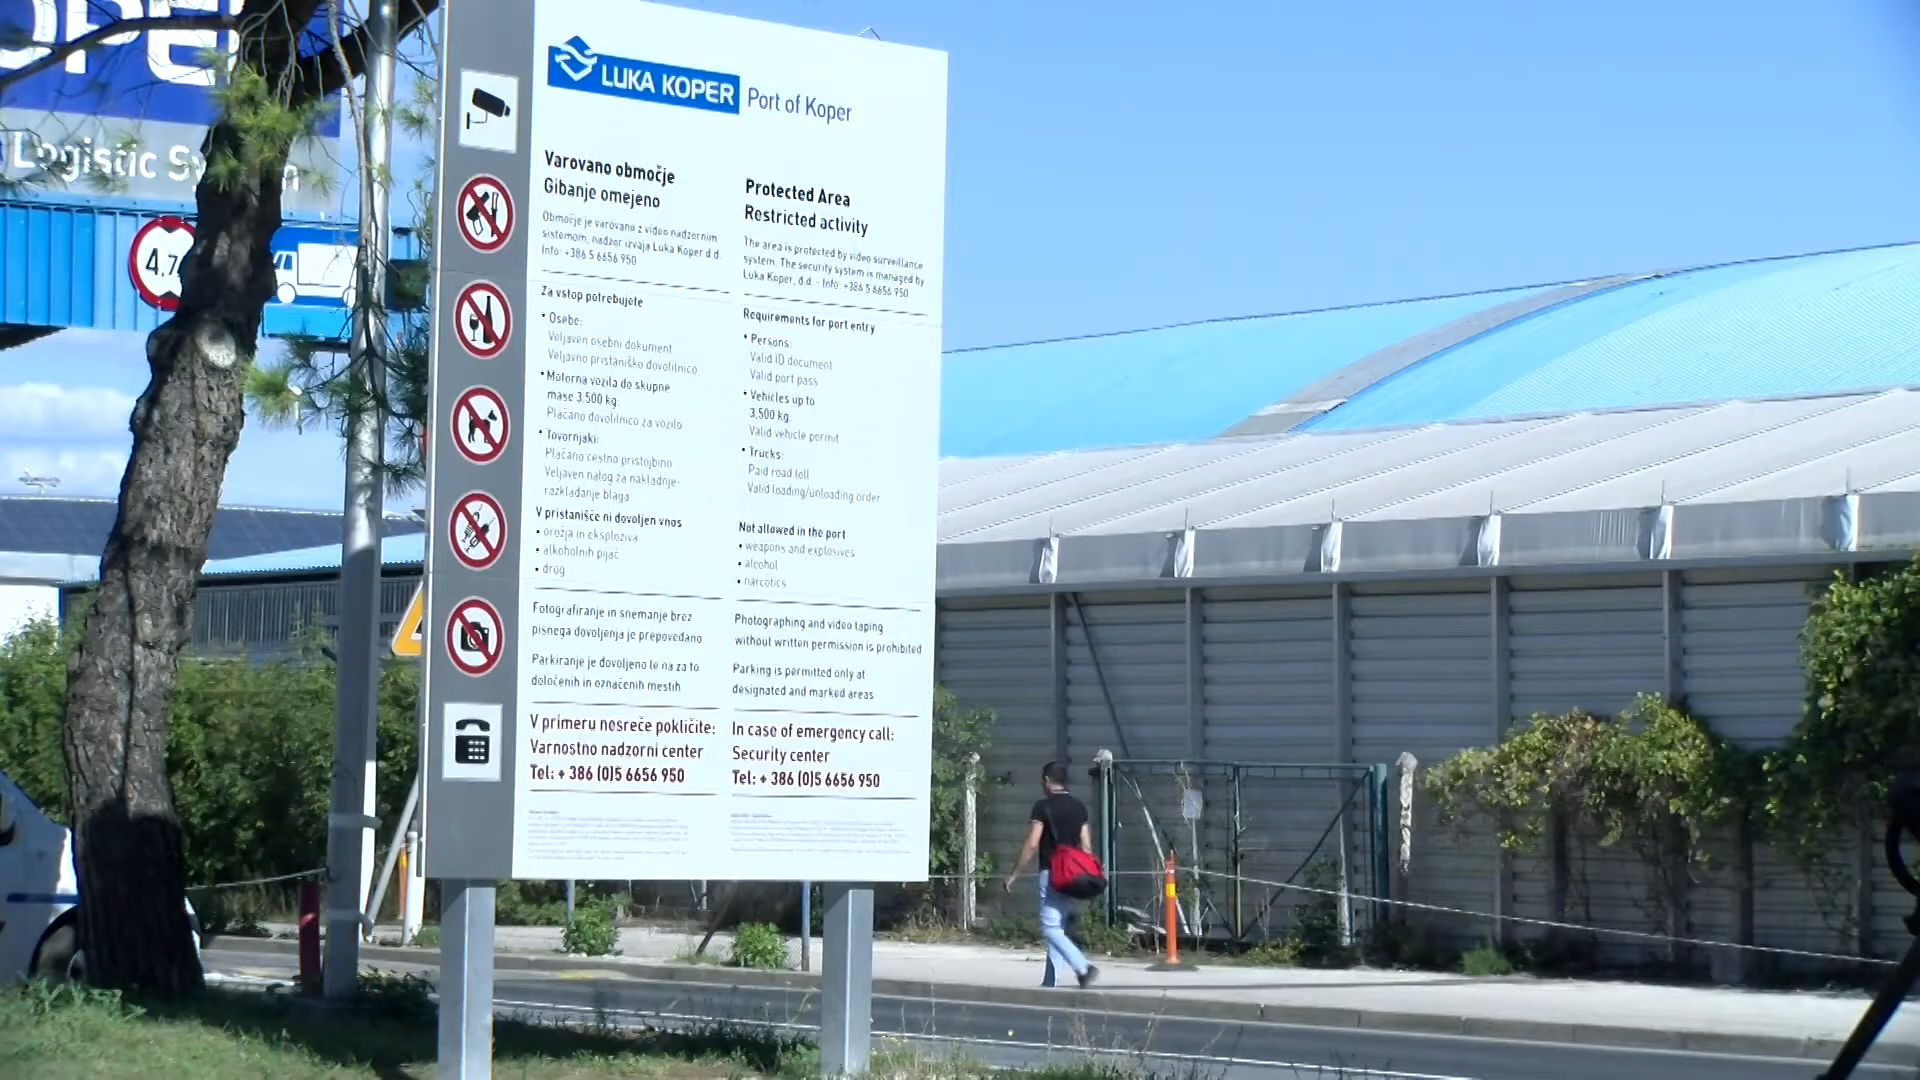 OPE
Logistic Sy
4,7
LUKA KOPER
Port of Koper
Varovano območje
Gibanje omejeno
Območje je varovano z video nadzornim
sistemom, nadzor izvaja Luka Koper d.d.
Info: +386 5 6656 950
Za vstop potrebujete
• Osebe:
Veljaven osebni dokument
Veljavno pristaniško dovolilnico
• Motorna vozila do skupne
mase 3.500 kg:
Plačano dovolilnico za vozilo
• Tovornjaki:
Plačano cestno pristojbino
Veljaven nalog za nakladnje-
razkladanje blaga
V pristanišče ni dovoljen vnos
• orožja in eksploziva
• alkoholnih pijač
• drog
Fotografiranje in snemanje brez
pisnega dovoljenja je prepovedano
Parkiranje je dovoljeno le na za to
določenih in označenih mestih
V primeru nesreče pokličite:
Varnostno nadzorni center
Tel: + 386 (0)5 6656 950
Protected Area
Restricted activity
The area is protected by video surveillance
system. The security system is managed by
Luka Koper, d.d. - Info: +386 5 6656 950
Requirements for port entry
• Persons:
Valid ID document
Valid port pass
• Vehicles up to
3,500 kg:
Valid vehicle permit
• Trucks:
Paid road toll
Valid loading/unloading order
Not allowed in the port
• weapons and explosives
• alcohol
• narcotics
Photographing and video taping
without written permission is prohibited
Parking is permitted only at
designated and marked areas
In case of emergency call:
Security center
Tel: + 386 (0)5 6656 950